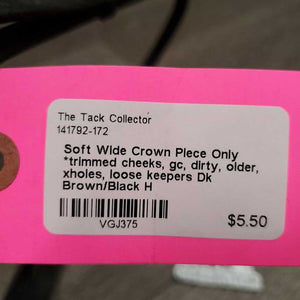 The Tack Collector
141792-172
Soft Wide Crown Piece Only
*trimmed cheeks, gc, dirty, older,
xholes, loose keepers Dk
Brown/Black H
VGJ375
$5.50